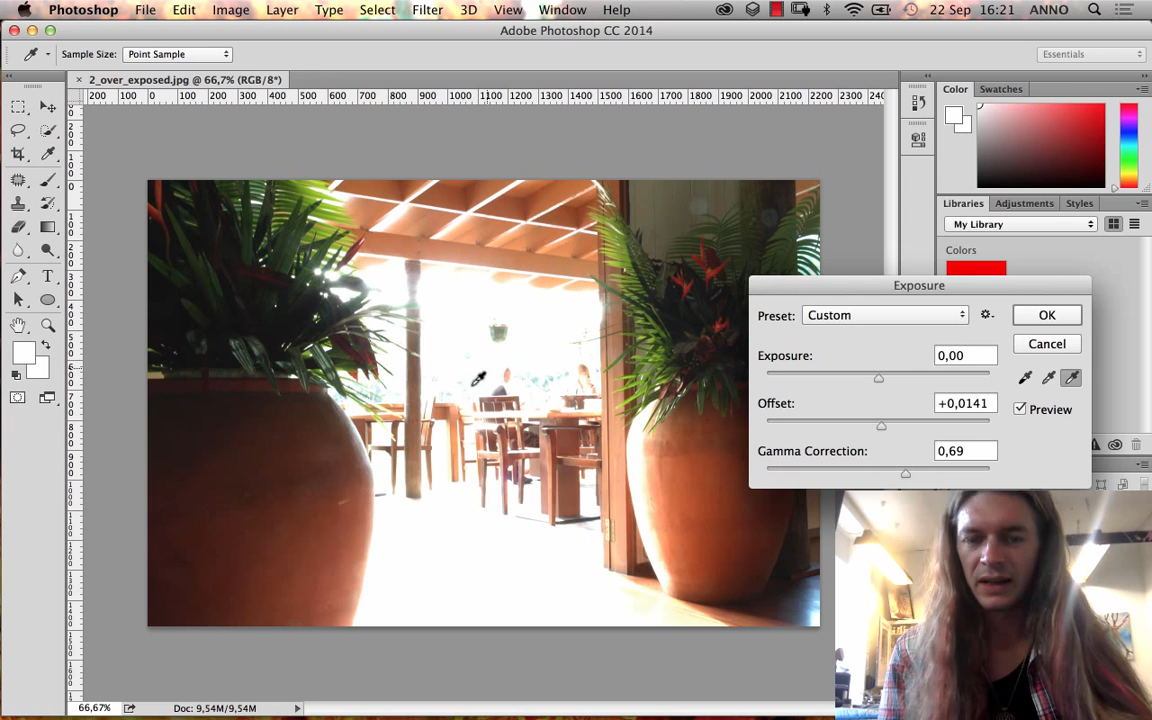 Photoshop File Edit Image Layer Type Select Filter 3D View Window Help 22 Sep 16:21 ANNO
Adobe Photoshop CC 2014
Sample Size: Point Sample Essentials
× 2_over_exposed.jpg @ 66,7% (RGB/8*)
Color Swatches
200 100 0 100 200 300 400 500 600 700 800 900 1000 1100 1200 1300 1400 1500 1600 1700 1800 1900 2000 2100 2200 2300
Libraries Adjustments Styles
My Library
Colors
Exposure
Preset: Custom OK
Exposure: 0,00 Cancel
Offset: +0,0141 Preview
Gamma Correction: 0,69
66,67% Doc: 9,54M/9,54M